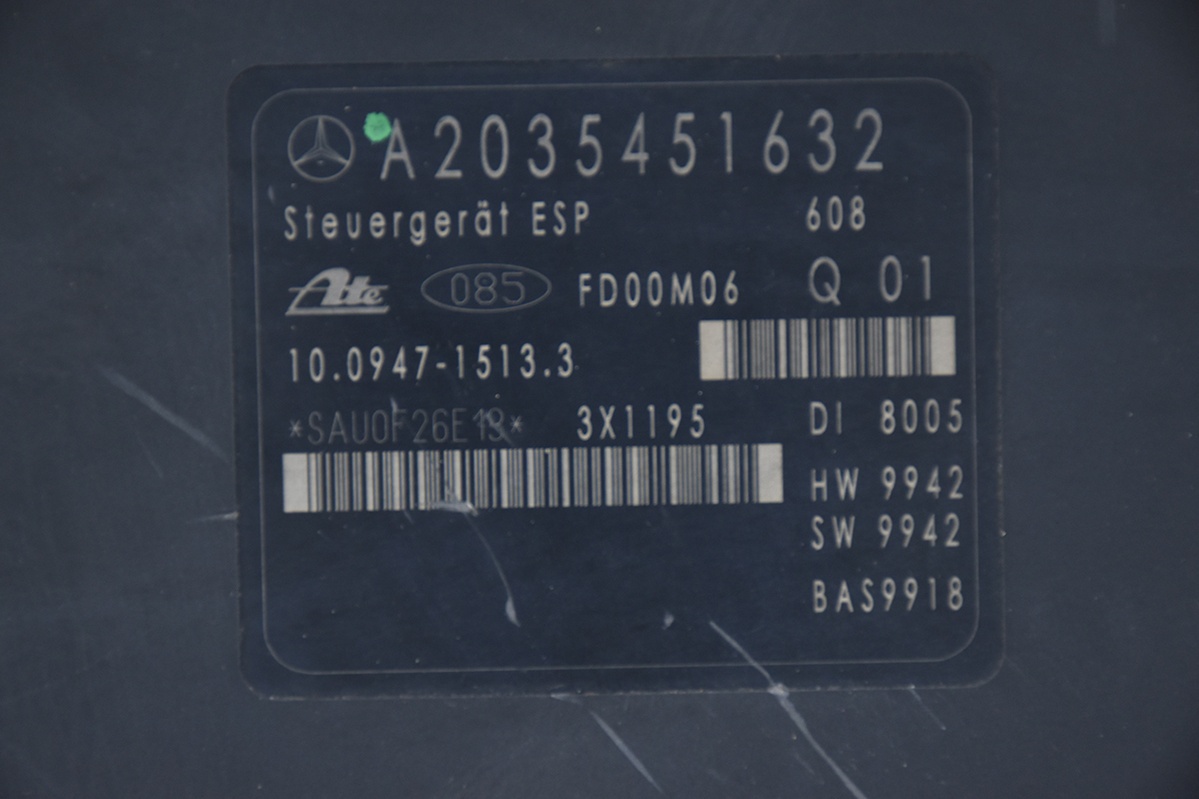 A2035451632
Steuergerät ESP 608
Ate 085 FD00M06 Q 01
10.0947-1513.3
*SAU0F26E19* 3X1195 DI 8005
HW 9942
SW 9942
BAS9918